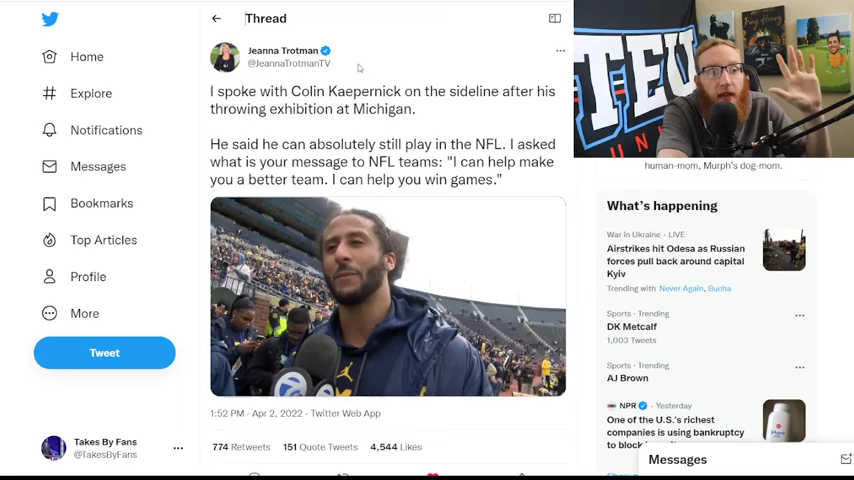 Thread
Home
Explore
Notifications
Messages
Bookmarks
Top Articles
Profile
More
Tweet
Takes By Fans
@TakesByFans
Jeanna Trotman
@JeannaTrotmanTV
I spoke with Colin Kaepernick on the sideline after his
throwing exhibition at Michigan.
He said he can absolutely still play in the NFL. I asked
what is your message to NFL teams: "I can help make
you a better team. I can help you win games."
1:52 PM · Apr 2, 2022 · Twitter Web App
774 Retweets 151 Quote Tweets 4,544 Likes
human-mom, Murph's dog-mom.
What's happening
War in Ukraine · LIVE
Airstrikes hit Odesa as Russian
forces pull back around capital
Kyiv
Trending with Never Again, Bucha
Sports · Trending
DK Metcalf
1,003 Tweets
Sports · Trending
AJ Brown
NPR · Yesterday
One of the U.S.'s richest
companies is using bankruptcy
to block
Messages